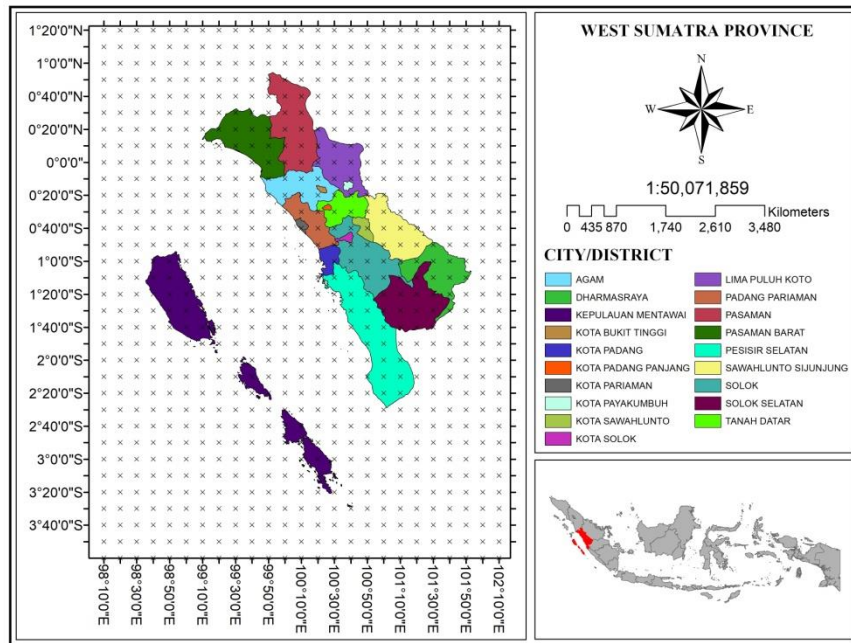 1°20'0"N
1°0'0"N
0°40'0"N
0°20'0"N
0°0'0"
0°20'0"S
0°40'0"S
1°0'0"S
1°20'0"S
1°40'0"S
2°0'0"S
2°20'0"S
2°40'0"S
3°0'0"S
3°20'0"S
3°40'0"S
98°10'0"E
98°30'0"E
98°50'0"E
99°10'0"E
99°30'0"E
99°50'0"E
100°10'0"E
100°30'0"E
100°50'0"E
101°10'0"E
101°30'0"E
101°50'0"E
102°10'0"E
WEST SUMATRA PROVINCE
N
W E
S
1:50,071,859
Kilometers
0 435 870 1,740 2,610 3,480
CITY/DISTRICT
AGAM
DHARMASRAYA
KEPULAUAN MENTAWAI
KOTA BUKIT TINGGI
KOTA PADANG
KOTA PADANG PANJANG
KOTA PARIAMAN
KOTA PAYAKUMBUH
KOTA SAWAHLUNTO
KOTA SOLOK
LIMA PULUH KOTO
PADANG PARIAMAN
PASAMAN
PASAMAN BARAT
PESISIR SELATAN
SAWAHLUNTO SIJUNJUNG
SOLOK
SOLOK SELATAN
TANAH DATAR